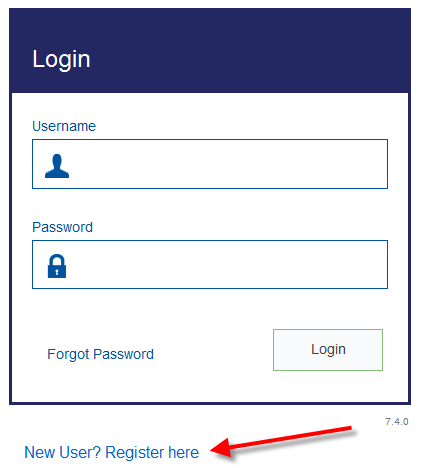 Login
Username
Password
Forgot Password
Login
7.4.0
New User? Register here